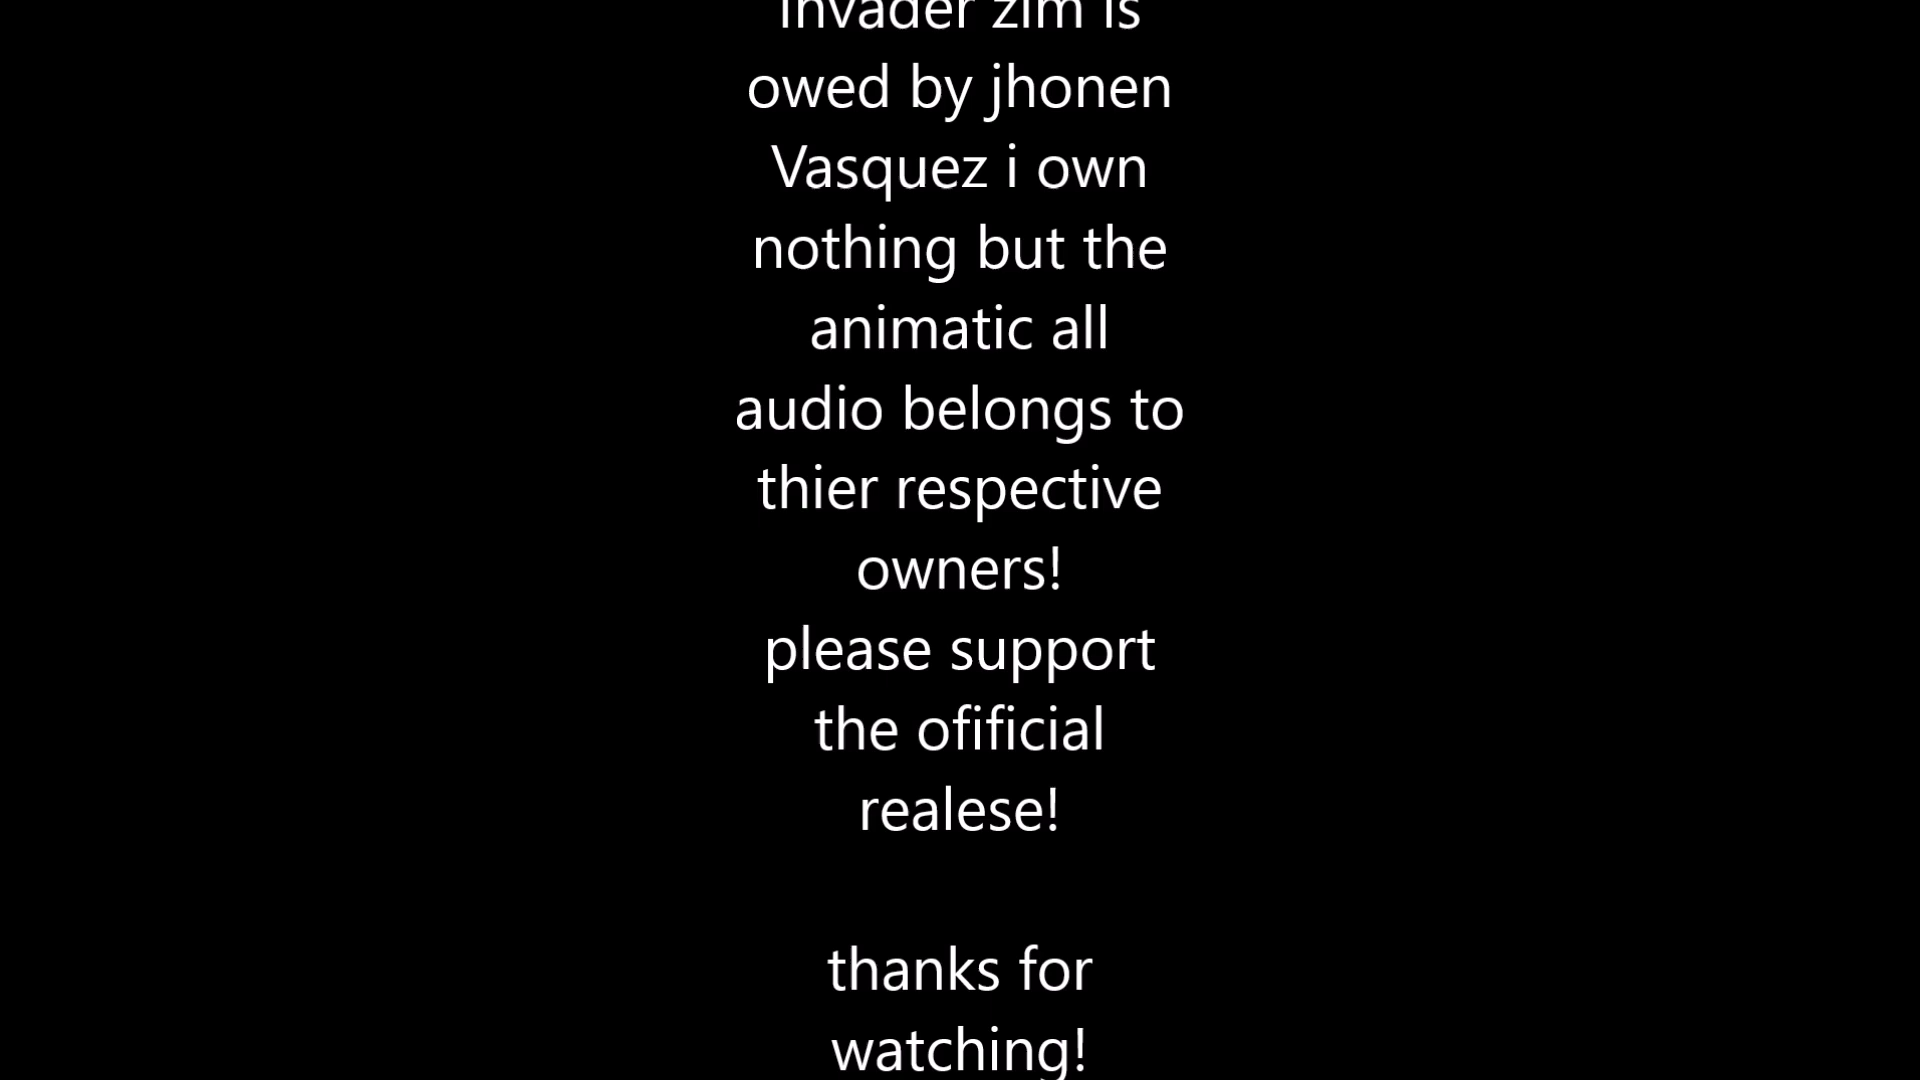 invader zim is
owed by jhonen
Vasquez i own
nothing but the
animatic all
audio belongs to
thier respective
owners!
please support
the ofificial
realese!
thanks for
watching!